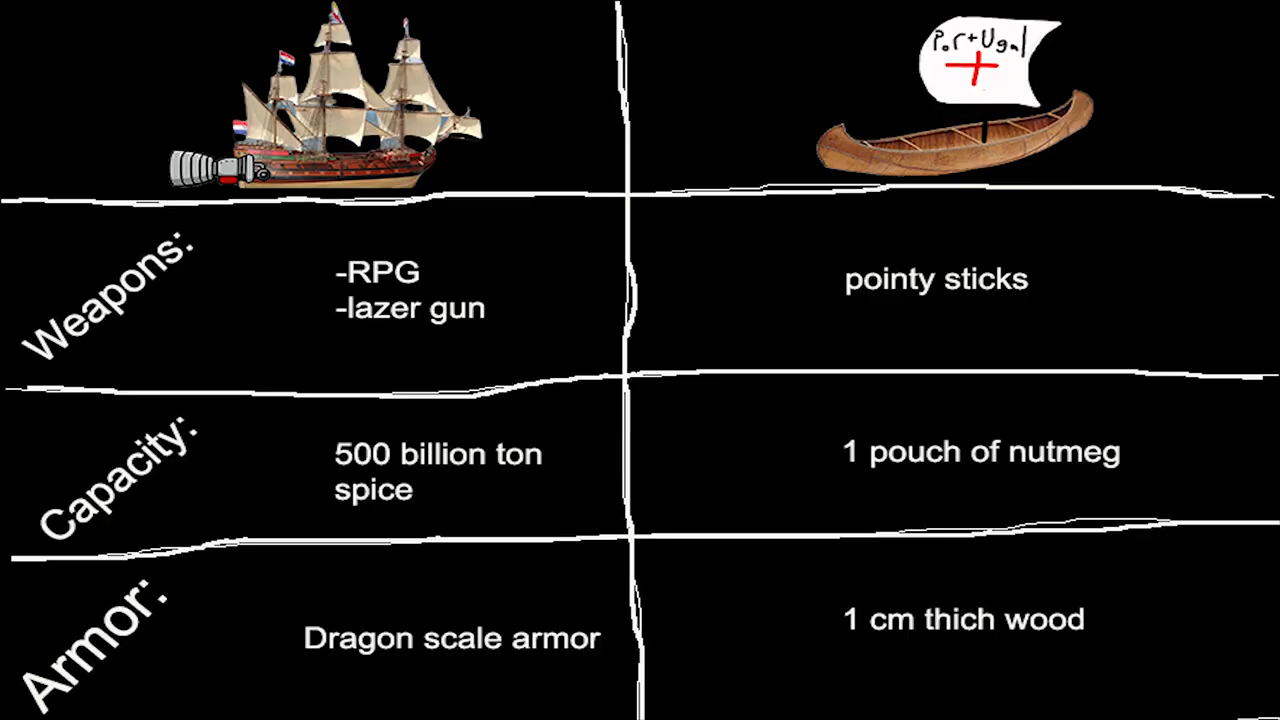 Portugal
Weapons:
-RPG
-lazer gun
pointy sticks
Capacity:
500 billion ton
spice
1 pouch of nutmeg
Armor:
Dragon scale armor
1 cm thich wood